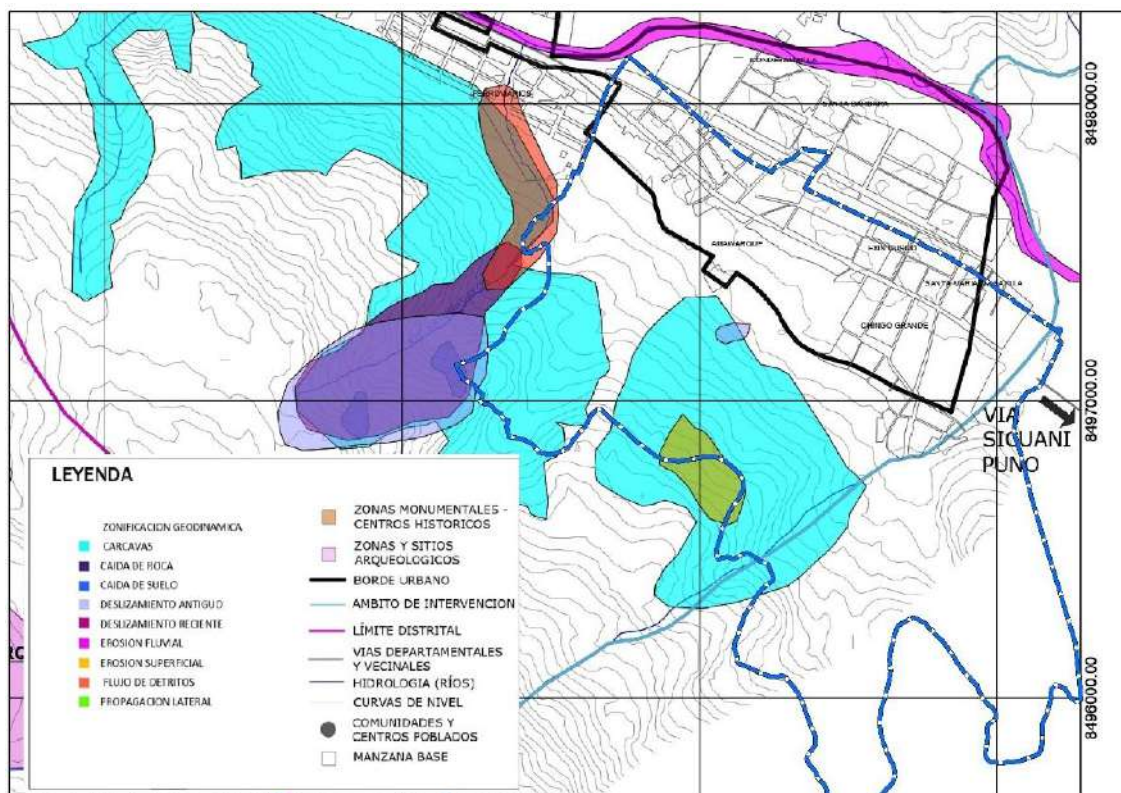 FERROVIARIOS
SANTA BARBARA
8498000.00
CHINGO GRANDE
8497000.00
VIA
SICUANI
PUNO
8496000.00
LEYENDA
ZONIFICACION GEODINAMICA
CARCAVAS
CAIDA DE ROCA
CAIDA DE SUELO
DESLIZAMIENTO ANTIGUO
DESLIZAMIENTO RECIENTE
EROSION FLUVIAL
EROSION SUPERFICIAL
FLUJO DE DETRITOS
PROPAGACION LATERAL
ZONAS MONUMENTALES -
CENTROS HISTORICOS
ZONAS Y SITIOS
ARQUEOLOGICOS
BORDE URBANO
AMBITO DE INTERVENCION
LÍMITE DISTRITAL
VIAS DEPARTAMENTALES
Y VECINALES
HIDROLOGIA (RÍOS)
CURVAS DE NIVEL
COMUNIDADES Y
CENTROS POBLADOS
MANZANA BASE